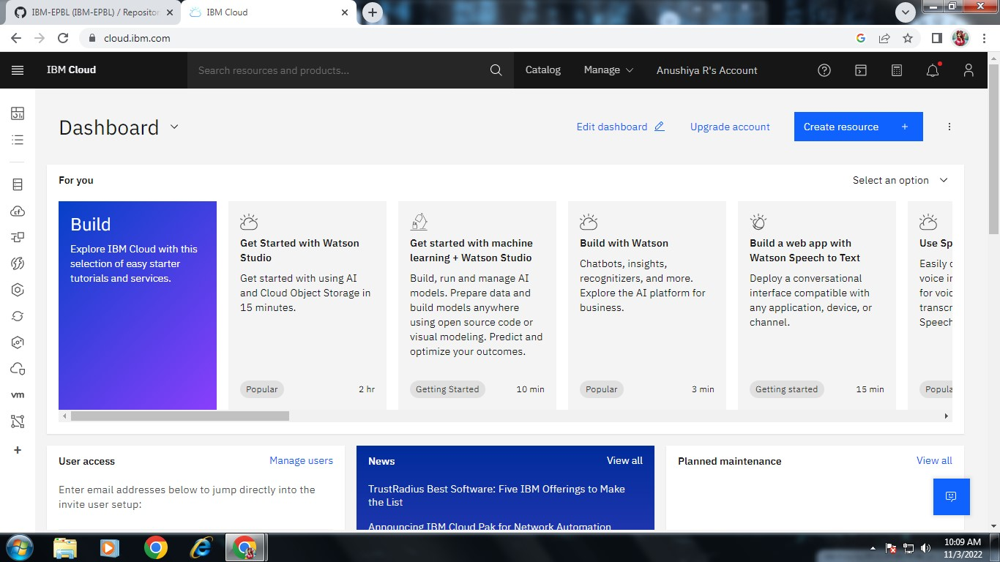 IBM-EPBL (IBM-EPBL) / Repositor
IBM Cloud
cloud.ibm.com
IBM Cloud
Search resources and products...
Catalog
Manage
Anushiya R's Account
Dashboard
Edit dashboard
Upgrade account
Create resource +
For you
Select an option
Build
Explore IBM Cloud with this
selection of easy starter
tutorials and services.
Get Started with Watson
Studio
Get started with using AI
and Cloud Object Storage in
15 minutes.
Popular
2 hr
Get started with machine
learning + Watson Studio
Build, run and manage AI
models. Prepare data and
build models anywhere
using open source code or
visual modeling. Predict and
optimize your outcomes.
Getting Started
10 min
Build with Watson
Chatbots, insights,
recognitizers, and more.
Explore the AI platform for
business.
Popular
3 min
Build a web app with
Watson Speech to Text
Deploy a conversational
interface compatible with
any application, device, or
channel.
Getting started
15 min
Use Sp
Easily
voice in
for voic
transcr
Speech
Popula
cf
vm
User access
Manage users
Enter email addresses below to jump directly into the
invite user setup:
News
View all
TrustRadius Best Software: Five IBM Offerings to Make
the List
Announcing IBM Cloud Pak for Network Automation
Planned maintenance
View all
10:09 AM
11/3/2022